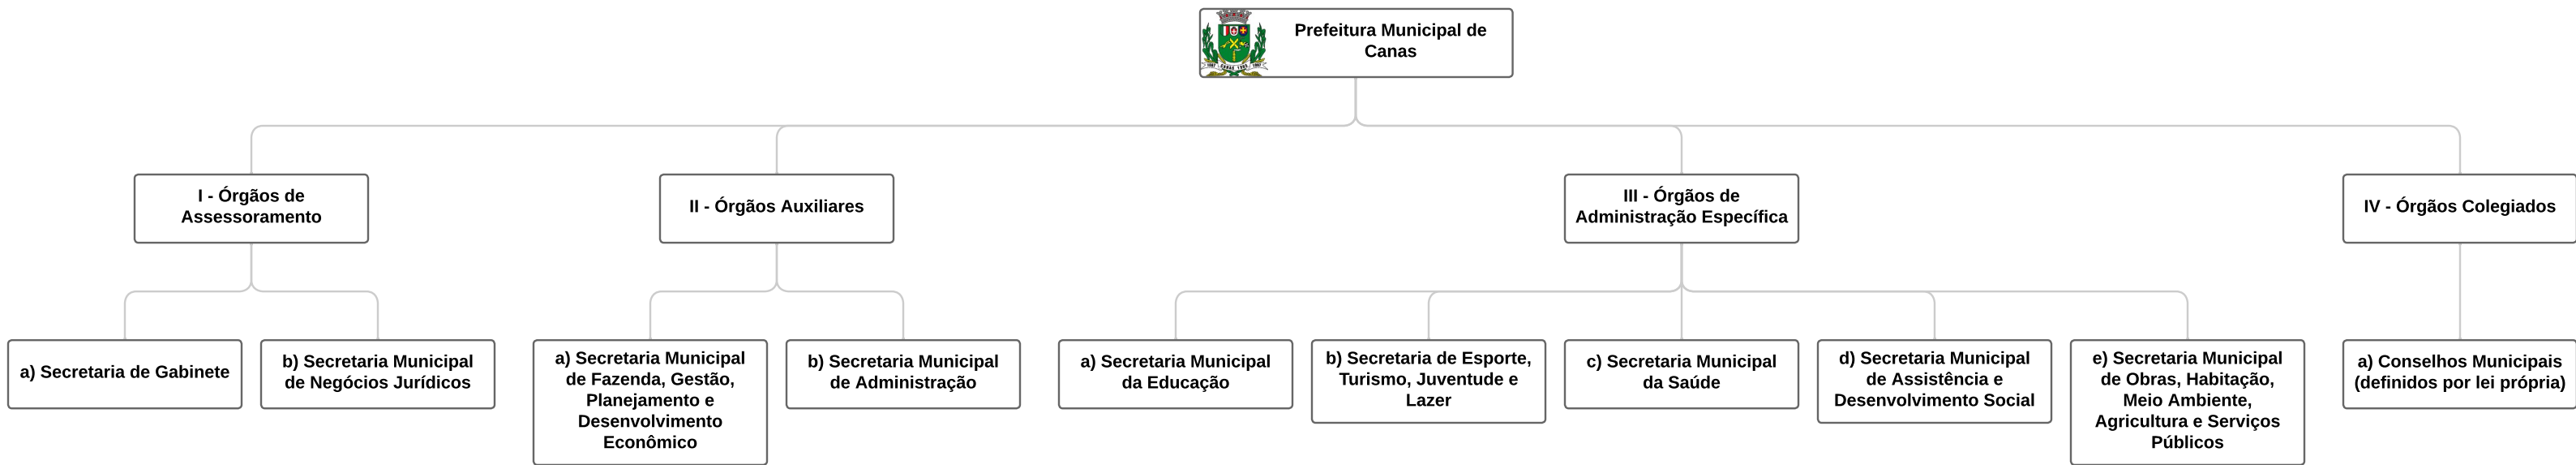 Prefeitura Municipal de
Canas
I - Órgãos de
Assessoramento
II - Órgãos Auxiliares
III - Órgãos de
Administração Específica
IV - Órgãos Colegiados
a) Secretaria de Gabinete
b) Secretaria Municipal
de Negócios Jurídicos
a) Secretaria Municipal
de Fazenda, Gestão,
Planejamento e
Desenvolvimento
Econômico
b) Secretaria Municipal
de Administração
a) Secretaria Municipal
da Educação
b) Secretaria de Esporte,
Turismo, Juventude e
Lazer
c) Secretaria Municipal
da Saúde
d) Secretaria Municipal
de Assistência e
Desenvolvimento Social
e) Secretaria Municipal
de Obras, Habitação,
Meio Ambiente,
Agricultura e Serviços
Públicos
a) Conselhos Municipais
(definidos por lei própria)